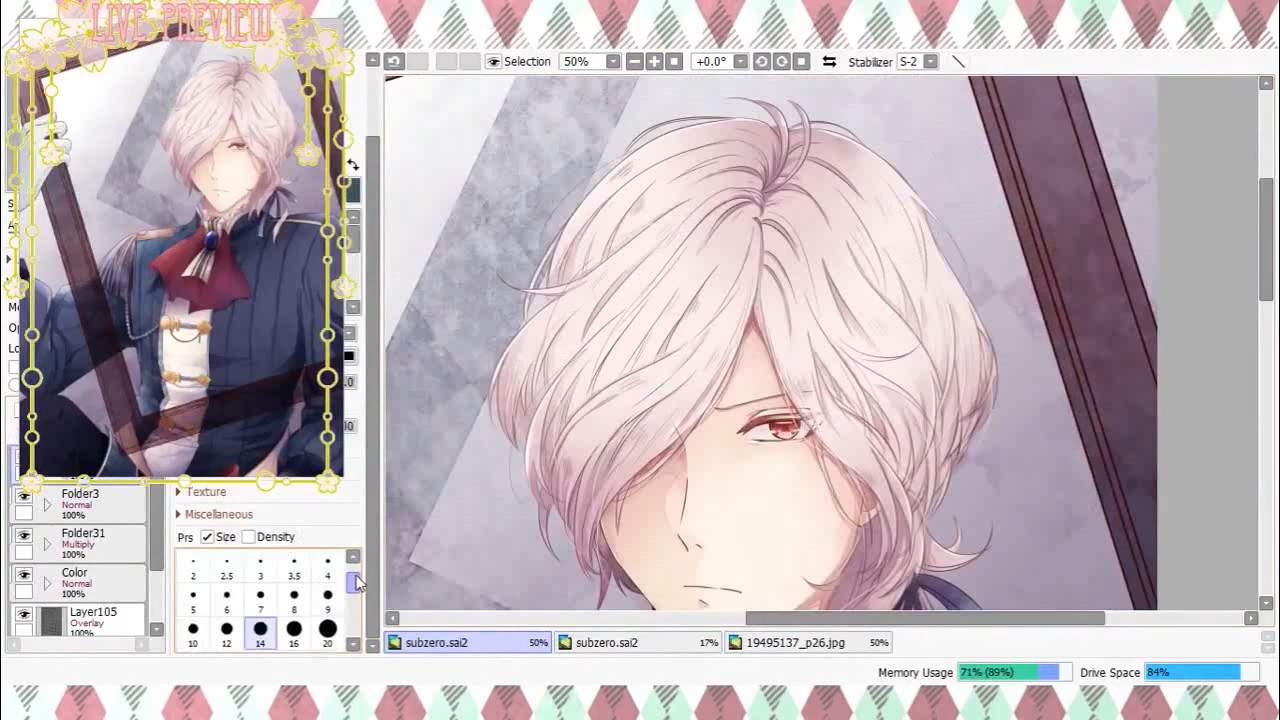 LIVE PREVIEW
Selection 50% +0.0° Stabilizer S-2
Folder3
Normal
100%
Folder31
Multiply
100%
Color
Normal
100%
Layer105
Overlay
Texture
Miscellaneous
Prs Size Density
2 2.5 3 3.5 4
5 6 7 8 9
10 12 14 16 20
subzero.sai2 50% subzero.sai2 17% 19495137_p26.jpg 50%
Memory Usage 71% (89%) Drive Space 84%